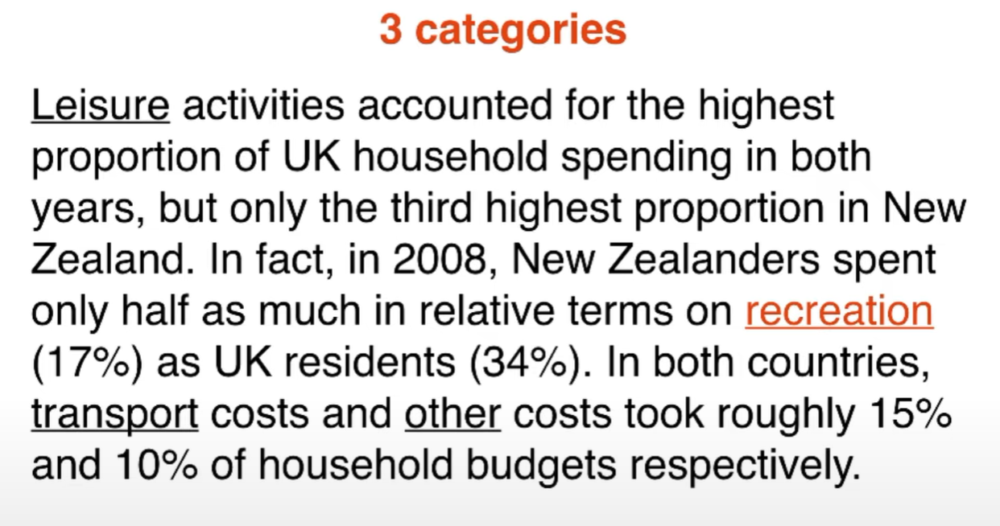 3 categories
Leisure activities accounted for the highest
proportion of UK household spending in both
years, but only the third highest proportion in New
Zealand. In fact, in 2008, New Zealanders spent
only half as much in relative terms on recreation
(17%) as UK residents (34%). In both countries,
transport costs and other costs took roughly 15%
and 10% of household budgets respectively.